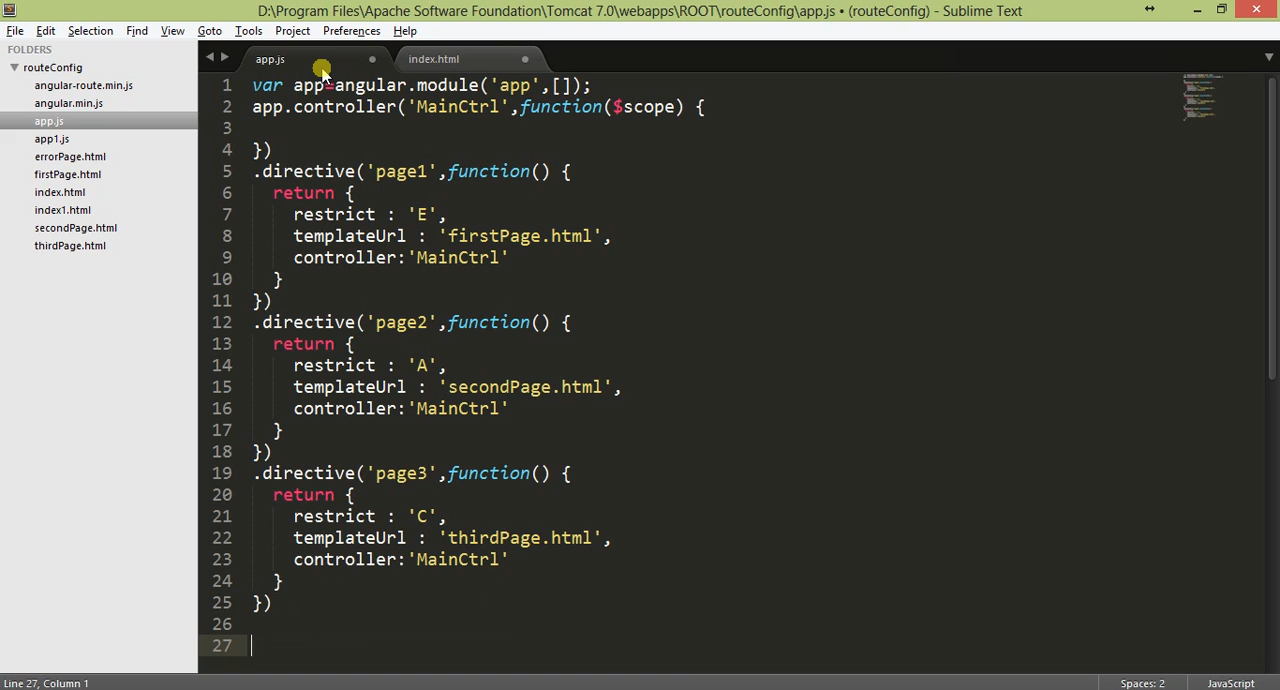 D:\Program Files\Apache Software Foundation\Tomcat 7.0\webapps\ROOT\routeConfig\app.js • (routeConfig) - Sublime Text
File Edit Selection Find View Goto Tools Project Preferences Help
FOLDERS
routeConfig
angular-route.min.js
angular.min.js
app.js
app1.js
errorPage.html
firstPage.html
index.html
index1.html
secondPage.html
thirdPage.html
app.js index.html
1 var app=angular.module('app',[]);
2 app.controller('MainCtrl',function($scope) {
3
4 })
5 .directive('page1',function() {
6 return {
7 restrict : 'E',
8 templateUrl : 'firstPage.html',
9 controller:'MainCtrl'
10 }
11 })
12 .directive('page2',function() {
13 return {
14 restrict : 'A',
15 templateUrl : 'secondPage.html',
16 controller:'MainCtrl'
17 }
18 })
19 .directive('page3',function() {
20 return {
21 restrict : 'C',
22 templateUrl : 'thirdPage.html',
23 controller:'MainCtrl'
24 }
25 })
26
27
Line 27, Column 1 Spaces: 2 JavaScript